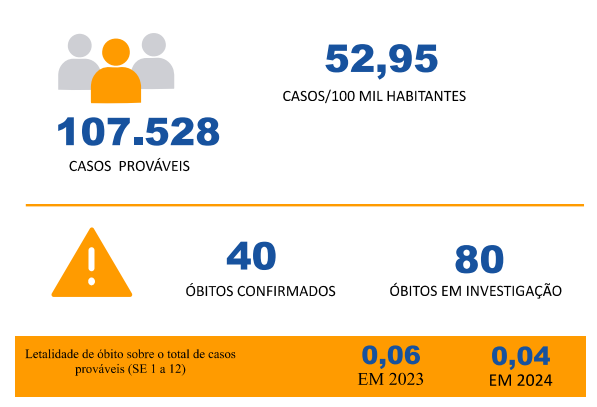 52,95
CASOS/100 MIL HABITANTES
107.528
CASOS PROVÁVEIS
40
ÓBITOS CONFIRMADOS
80
ÓBITOS EM INVESTIGAÇÃO
Letalidade de óbito sobre o total de casos
prováveis (SE 1 a 12)
0,06
EM 2023
0,04
EM 2024